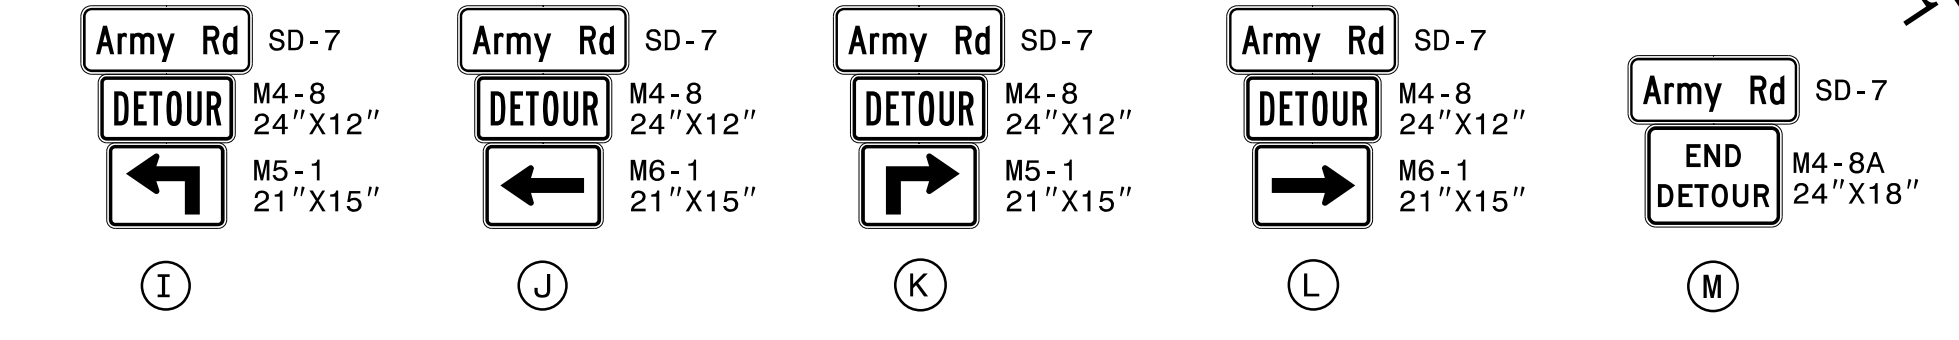 Army Rd SD-7
DETOUR M4-8
24"X12"
M5-1
21"X15"
I
Army Rd SD-7
DETOUR M4-8
24"X12"
M6-1
21"X15"
J
Army Rd SD-7
DETOUR M4-8
24"X12"
M5-1
21"X15"
K
Army Rd SD-7
DETOUR M4-8
24"X12"
M6-1
21"X15"
L
Army Rd SD-7
END
DETOUR
M4-8A
24"X18"
M